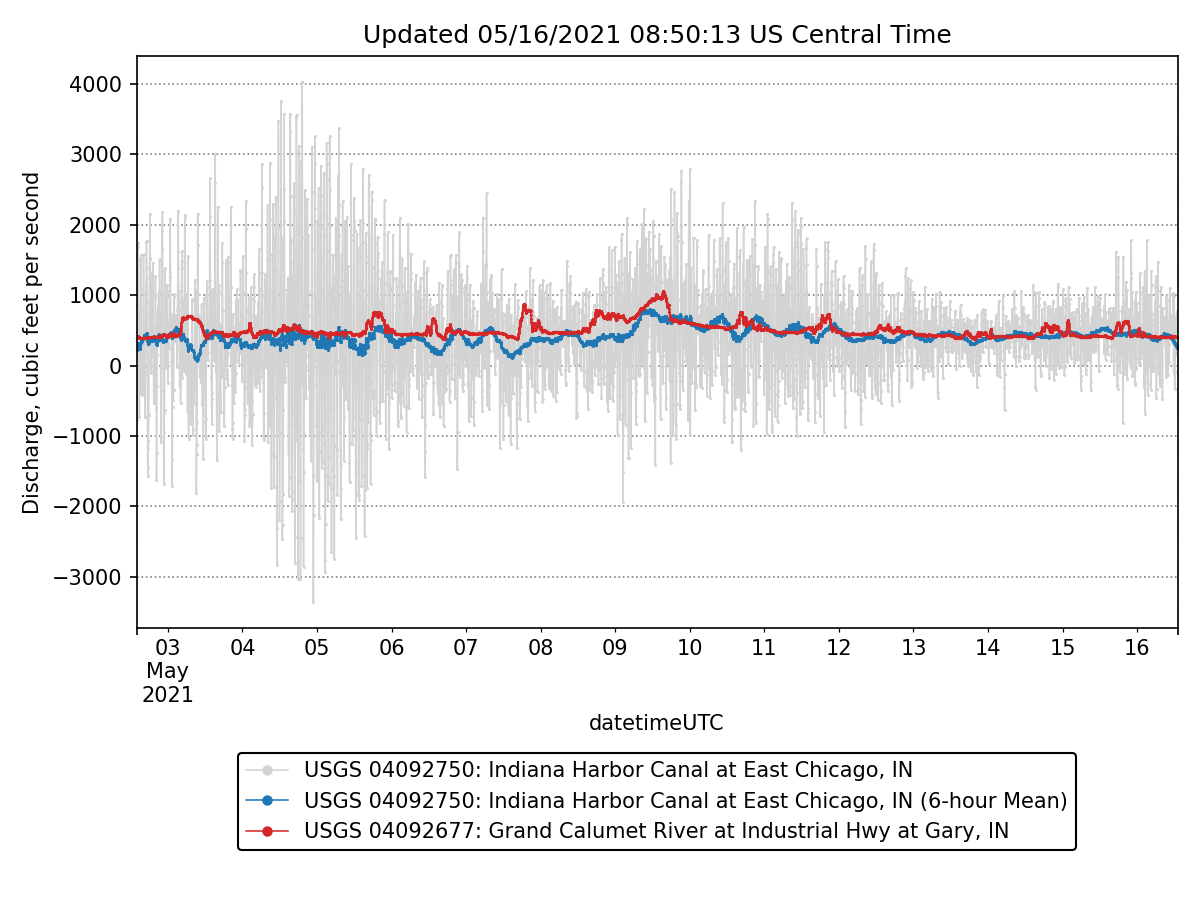 Updated 05/16/2021 08:50:13 US Central Time
Discharge, cubic feet per second
4000
3000
2000
1000
0
−1000
−2000
−3000
03 04 05 06 07 08 09 10 11 12 13 14 15 16
May
2021
datetimeUTC
USGS 04092750: Indiana Harbor Canal at East Chicago, IN
USGS 04092750: Indiana Harbor Canal at East Chicago, IN (6-hour Mean)
USGS 04092677: Grand Calumet River at Industrial Hwy at Gary, IN